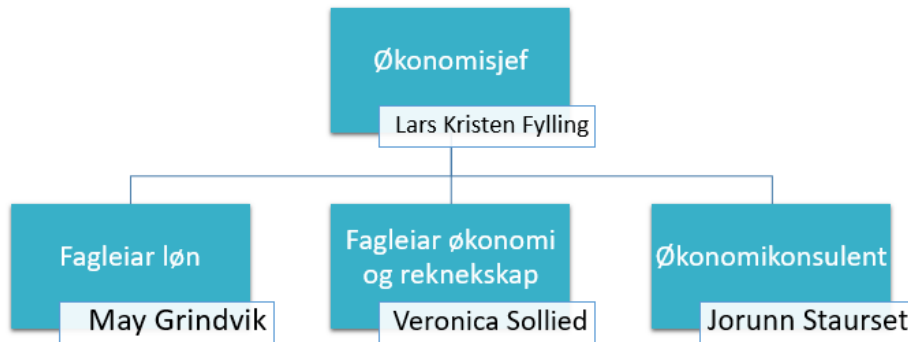 Økonomisjef
Lars Kristen Fylling
Fagleiar løn
May Grindvik
Fagleiar økonomi
og reknekskap
Veronica Sollied
Økonomikonsulent
Jorunn Staurset